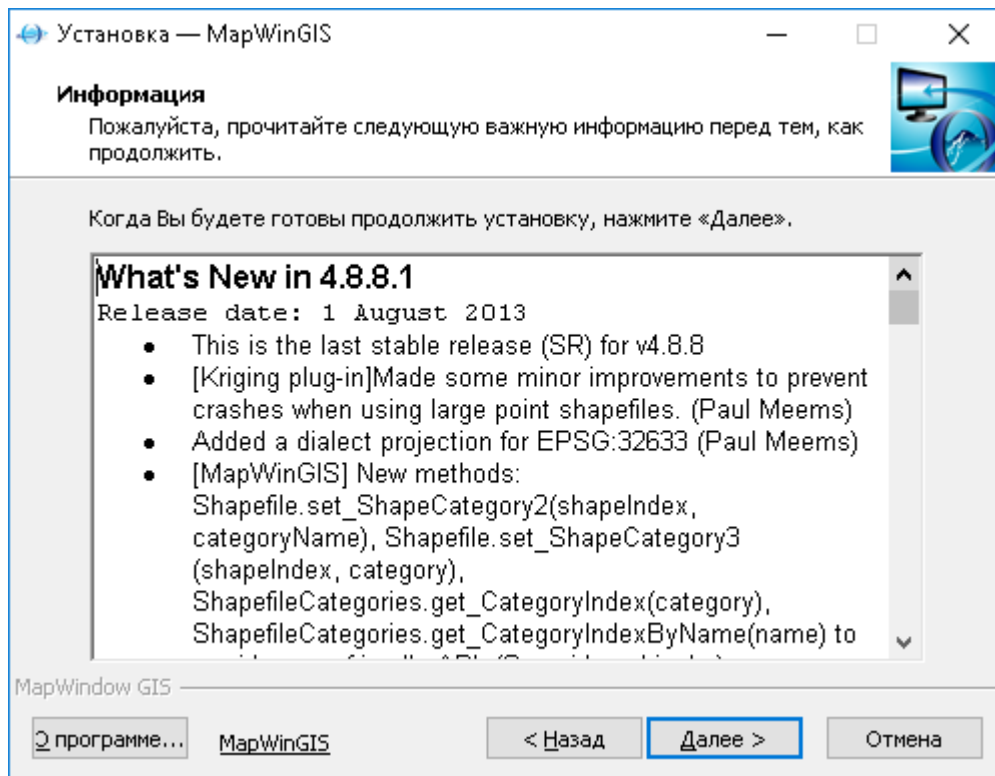 Установка — MapWinGIS
Информация
Пожалуйста, прочитайте следующую важную информацию перед тем, как
продолжить.
Когда Вы будете готовы продолжить установку, нажмите «Далее».
What's New in 4.8.8.1
Release date: 1 August 2013
• This is the last stable release (SR) for v4.8.8
• [Kriging plug-in]Made some minor improvements to prevent
crashes when using large point shapefiles. (Paul Meems)
• Added a dialect projection for EPSG:32633 (Paul Meems)
• [MapWinGIS] New methods:
Shapefile.set_ShapeCategory2(shapeIndex,
categoryName), Shapefile.set_ShapeCategory3
(shapeIndex, category),
ShapefileCategories.get_CategoryIndex(category),
ShapefileCategories.get_CategoryIndexByName(name) to
MapWindow GIS
О программе... MapWinGIS < Назад Далее > Отмена